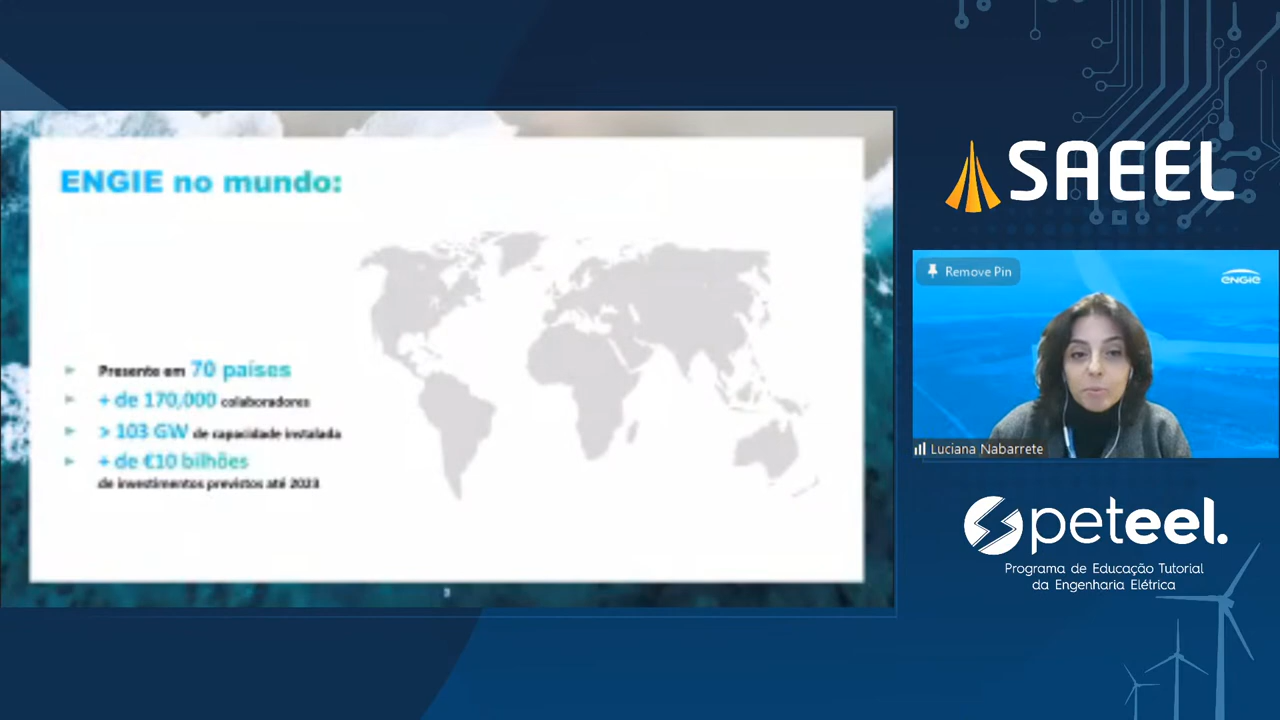 ENGIE no mundo:
Presente em 70 países
+ de 170,000 colaboradores
> 103 GW de capacidade instalada
+ de €10 bilhões
de investimentos previstos até 2023
3
SAEEL
Remove Pin
ENGIE
Luciana Nabarrete
peteel.
Programa de Educação Tutorial
da Engenharia Elétrica